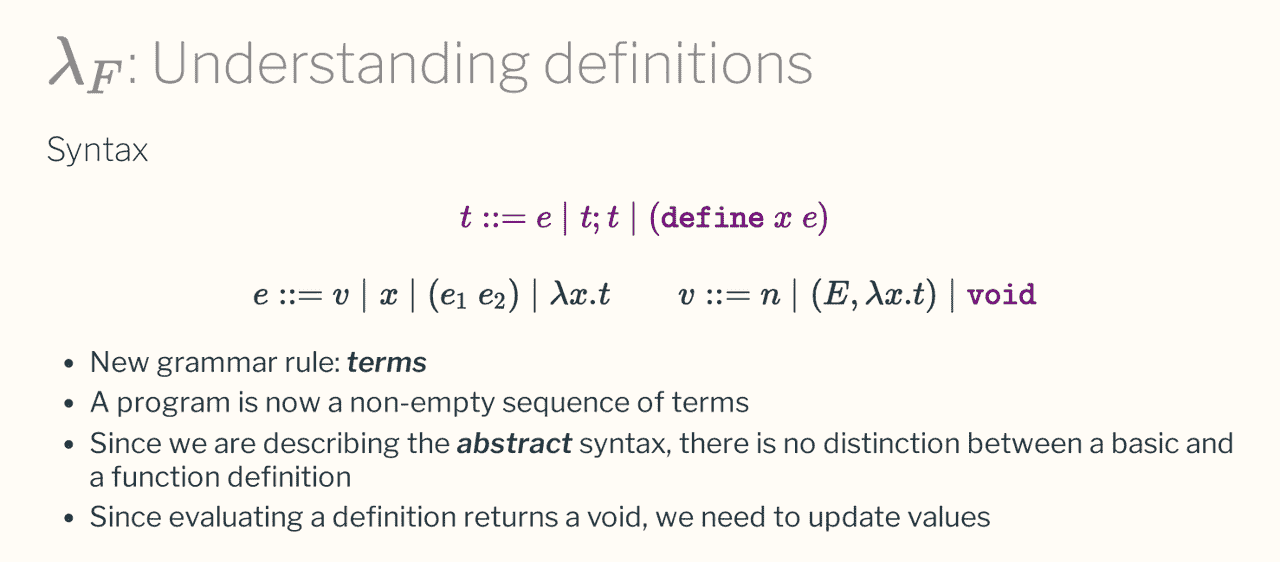 λF: Understanding definitions
Syntax
t ::= e | t; t | (define x e)
e ::= v | x | (e₁ e₂) | λx.t v ::= n | (E, λx.t) | void
• New grammar rule: terms
• A program is now a non-empty sequence of terms
• Since we are describing the abstract syntax, there is no distinction between a basic and
a function definition
• Since evaluating a definition returns a void, we need to update values